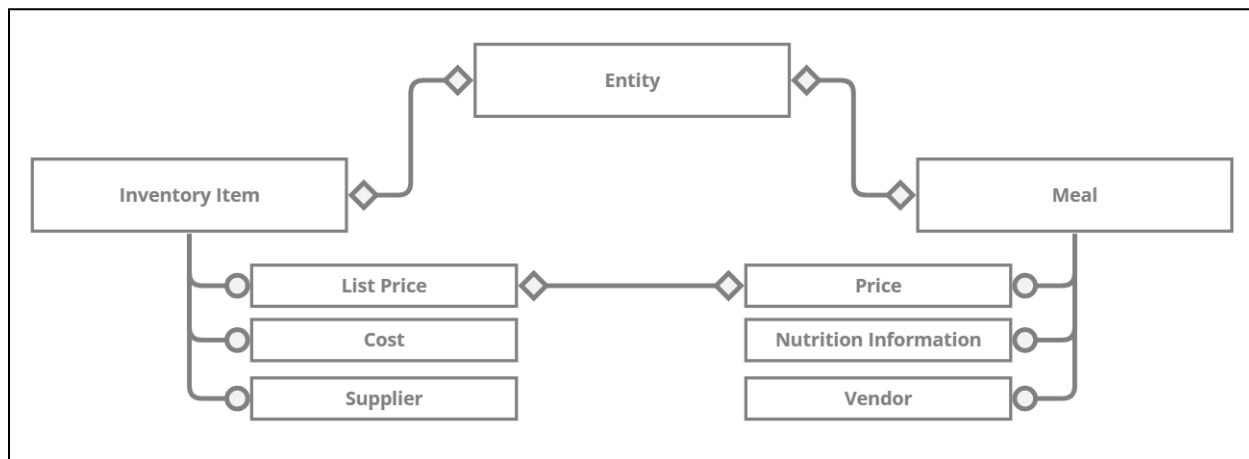 Entity
Inventory Item
Meal
List Price
Price
Cost
Nutrition Information
Supplier
Vendor